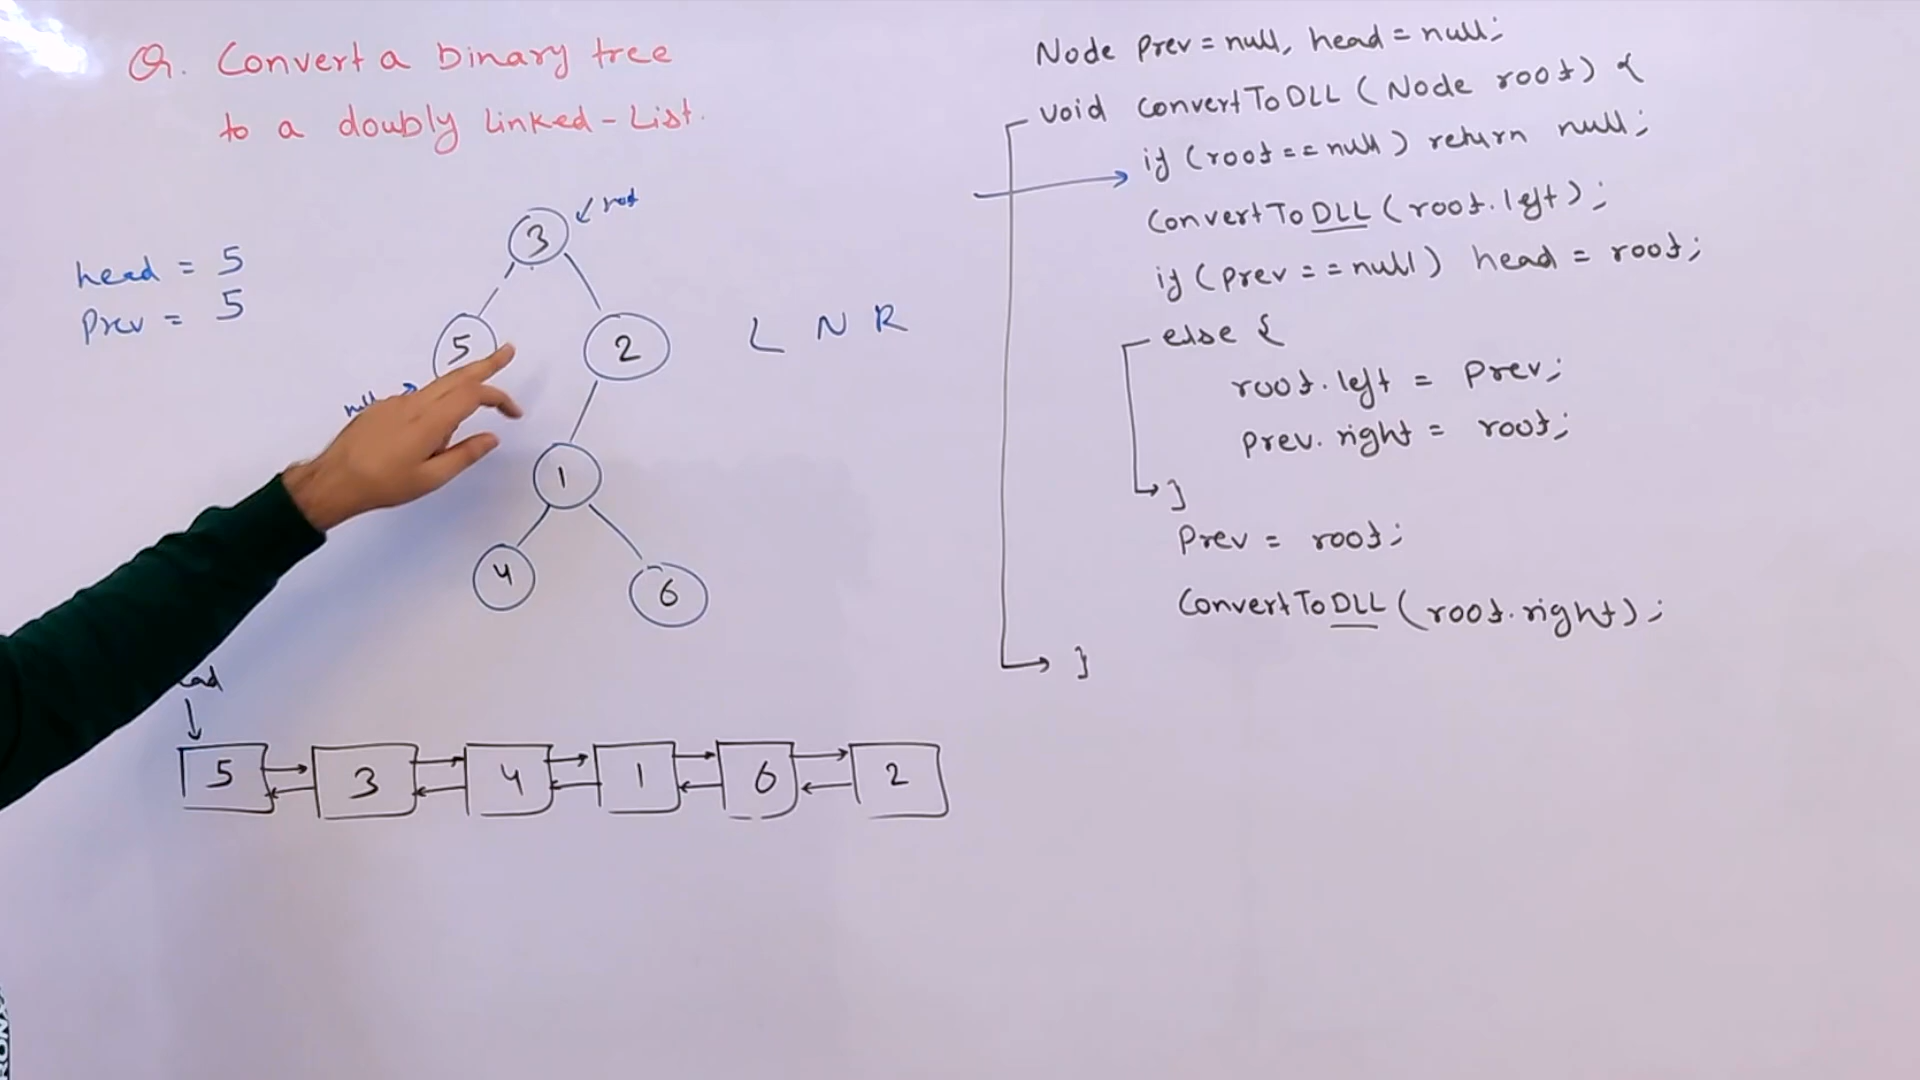 Q. Convert a binary tree
to a doubly Linked-List.
head = 5
Prev = 5
root
3
5
2
null
1
4
6
L N R
5 3 4 1 6 2
Node prev = null, head = null;
void ConvertToDLL (Node root) {
if (root == null) return null;
ConvertToDLL (root.left);
if (prev == null) head = root;
else {
root.left = prev;
prev.right = root;
}
Prev = root;
ConvertToDLL (root.right);
}